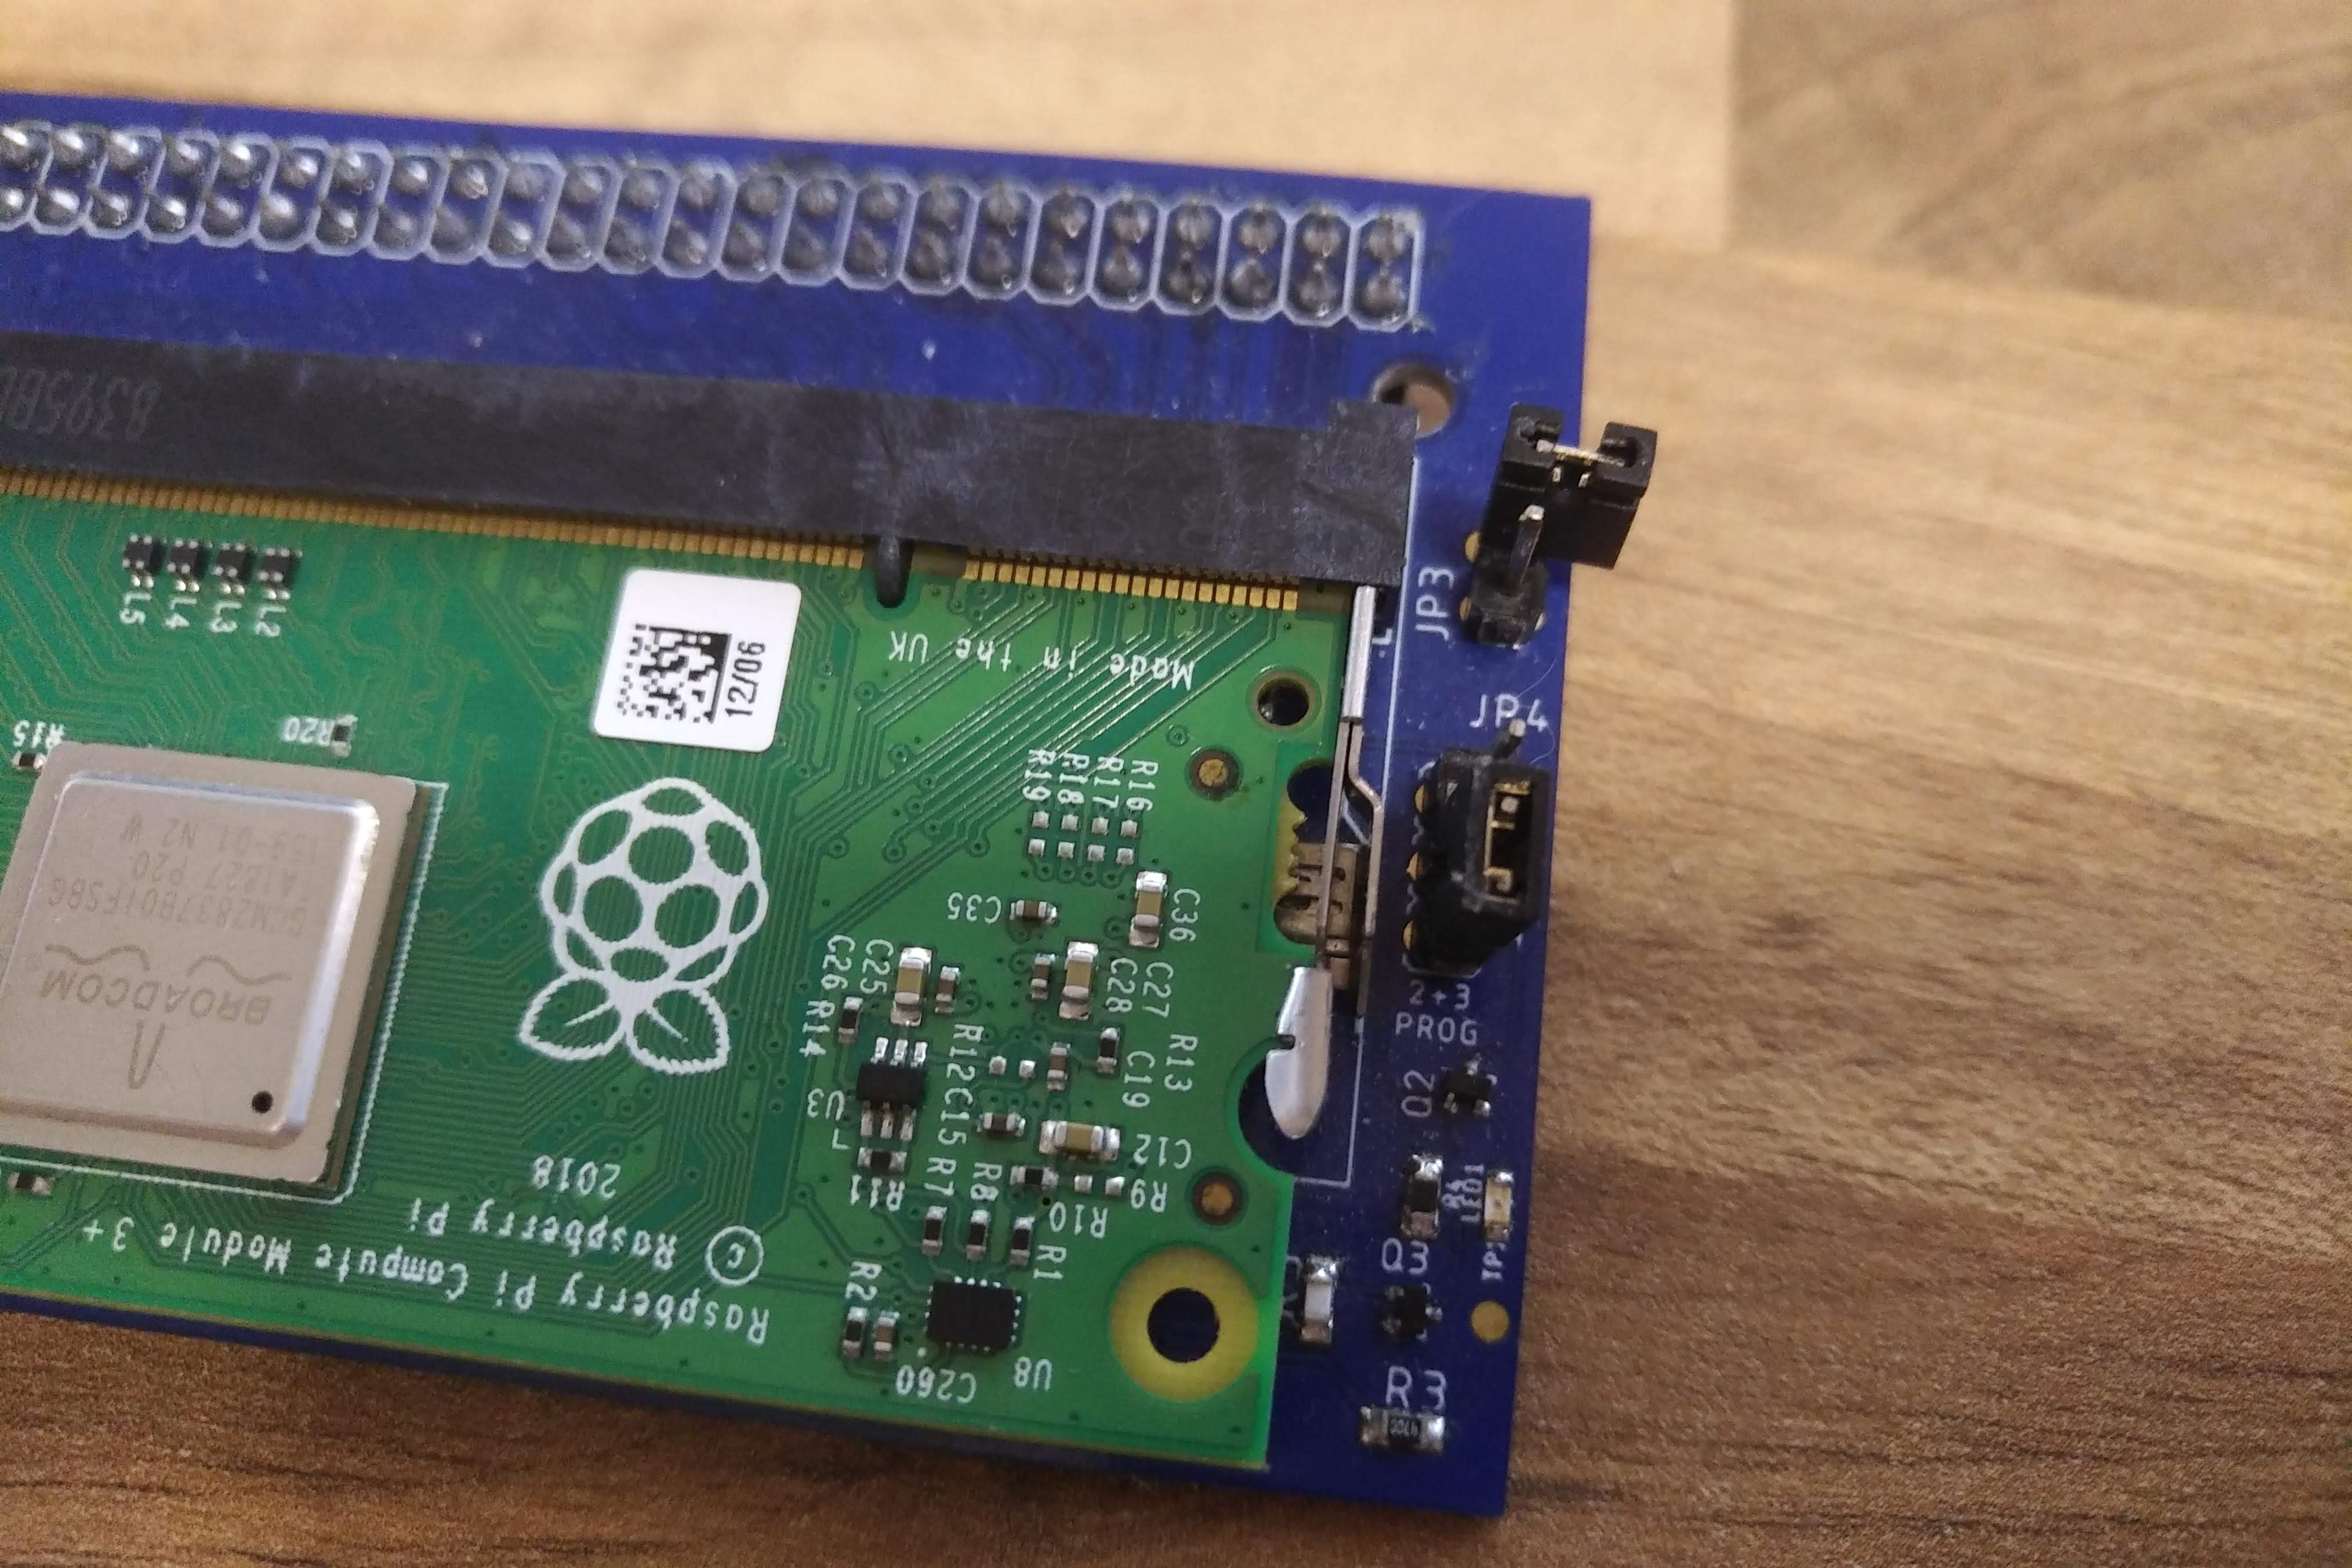 JP3
JP4
2+3
PROG
Q2
R4
LED1
Q3
R3
L5
L4
L3
L2
12/06
Made in the UK
R20
R15
R19
R18
R17
R16
C35
C36
C25
C26
R14
C28
C27
R13
R12
C15
C19
U3
C12
R11
R7
R8
R9
R10
R1
R2
C260
U8
BROADCOM
2018
© Raspberry Pi
Raspberry Pi Compute Module 3+